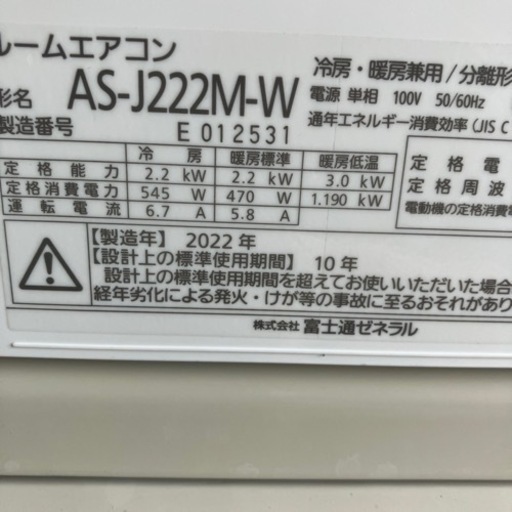 ルームエアコン
冷房・暖房兼用/分離形
形名 AS-J222M-W
電源 単相 100V 50/60Hz
製造番号 E 012531
通年エネルギー消費効率(JIS C
冷房 暖房標準 暖房低温
定格能力 2.2 kW 2.2 kW 3.0 kW
定格消費電力 545 W 470 W 1.190 kW
運転電流 6.7 A 5.8 A
定格電
定格周波
電動機の定格消費
【製造年】2022年
【設計上の標準使用期間】10年
設計上の標準使用期間を超えてお使いいただいた場合
経年劣化による発火・けが等の事故に至るおそれがあり
株式会社 富士通ゼネラル